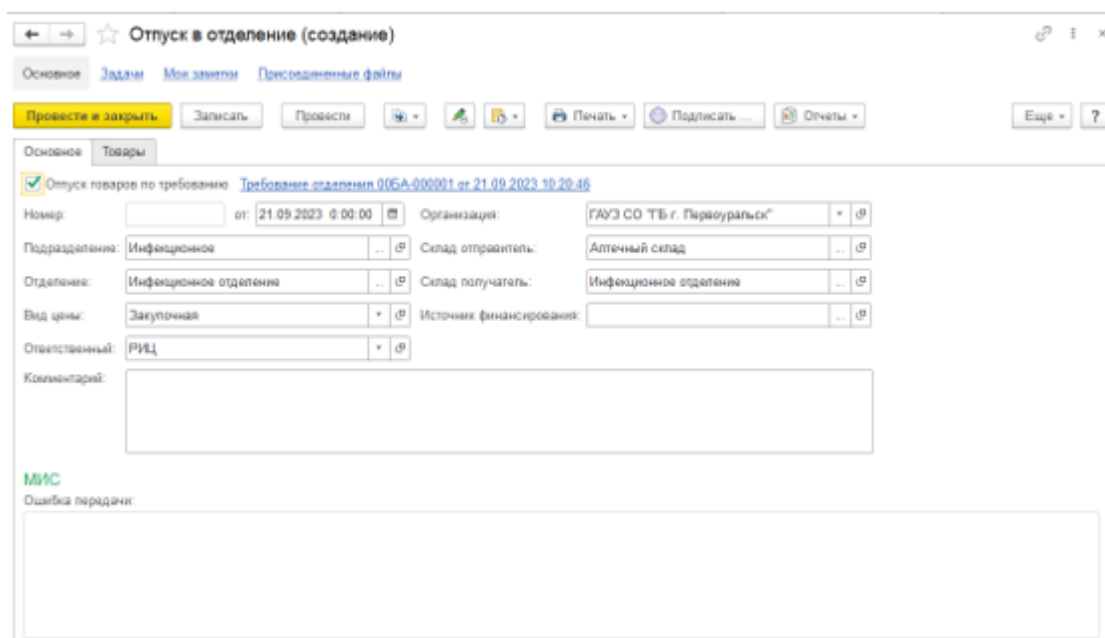 Отпуск в отделение (создание)
Основное Задачи Мои заметки Присоединенные файлы
Провести и закрыть Записать Провести Печать Подписать ... Отчеты Еще ?
Основное Товары
Отпуск товаров по требованию Требование отделения 00БА-000001 от 21.09.2023 10:20:46
Номер: от: 21.09.2023 0:00:00 Организация: ГАУЗ СО "ГБ г. Первоуральск"
Подразделение: Инфекционное ... Склад отправитель: Аптечный склад ...
Отделение: Инфекционное отделение ... Склад получатель: Инфекционное отделение ...
Вид цены: Закупочная Источник финансирования: ...
Ответственный: РИЦ
Комментарий:
МИС
Ошибка передачи: